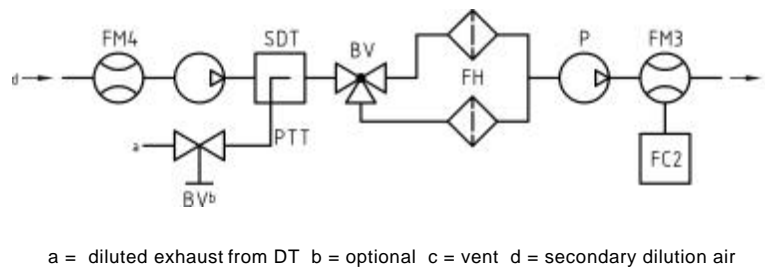 FM4 SDT BV P FM3
d
FH
a PTT FC2
BVb
a = diluted exhaust from DT b = optional c = vent d = secondary dilution air